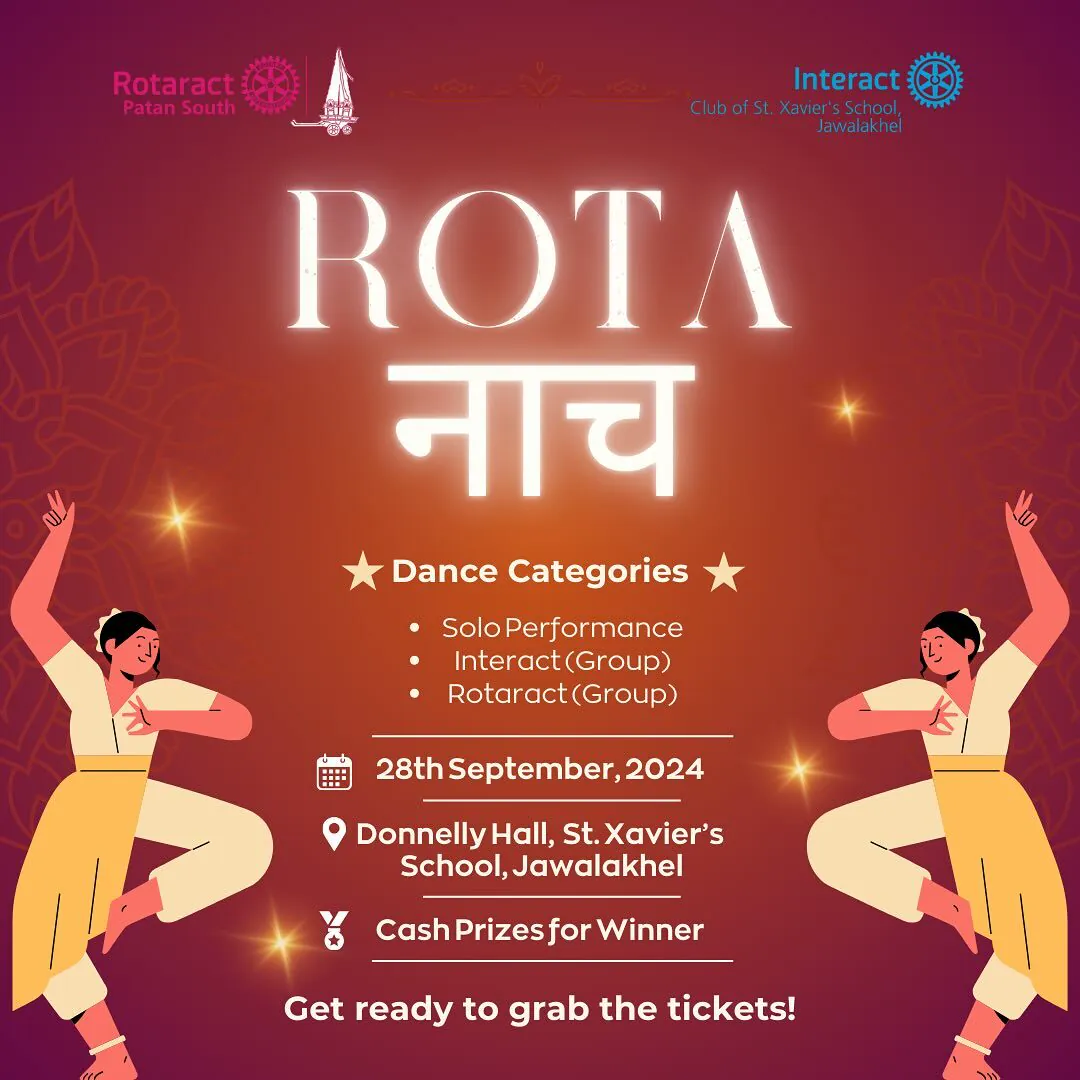 Rotaract
Patan South
Interact
Club of St. Xavier's School,
Jawalakhel
ROTA
नाच
Dance Categories
• Solo Performance
• Interact (Group)
• Rotaract (Group)
28th September, 2024
Donnelly Hall, St. Xavier's
School, Jawalakhel
Cash Prizes for Winner
Get ready to grab the tickets!